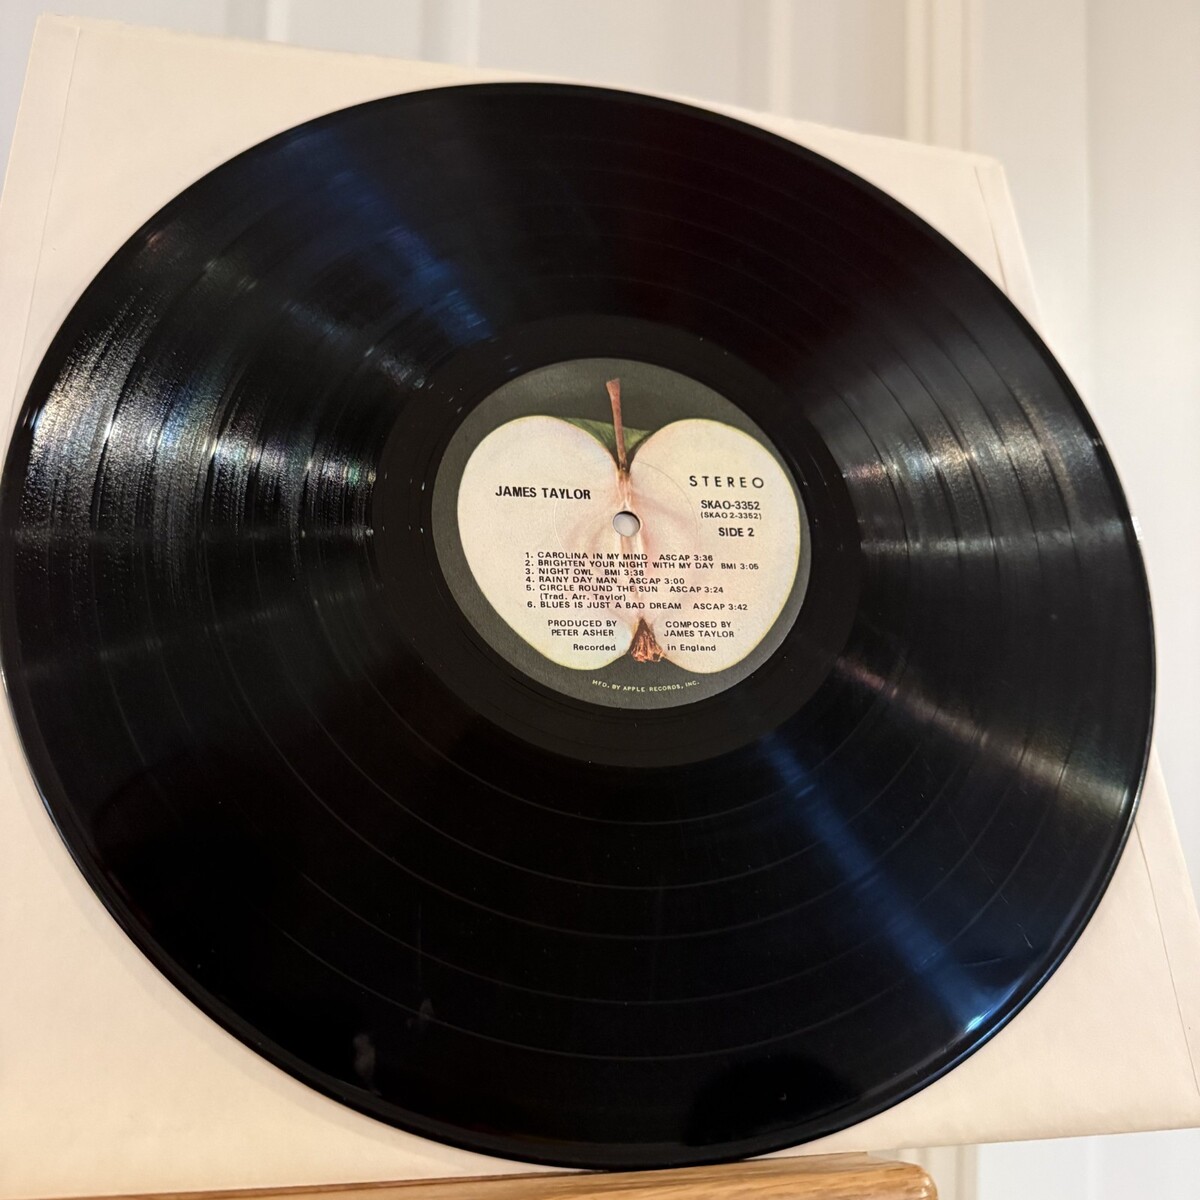 JAMES TAYLOR
STEREO
SKAO-3352
(SKAO 2-3352)
SIDE 2
1. CAROLINA IN MY MIND ASCAP 3:36
2. BRIGHTEN YOUR NIGHT WITH MY DAY BMI 3:05
3. NIGHT OWL BMI 3:38
4. RAINY DAY MAN ASCAP 3:00
5. CIRCLE ROUND THE SUN ASCAP 3:24
(Trad. Arr. Taylor)
6. BLUES IS JUST A BAD DREAM ASCAP 3:42
PRODUCED BY
PETER ASHER
COMPOSED BY
JAMES TAYLOR
Recorded in England
MFD. BY APPLE RECORDS, INC.